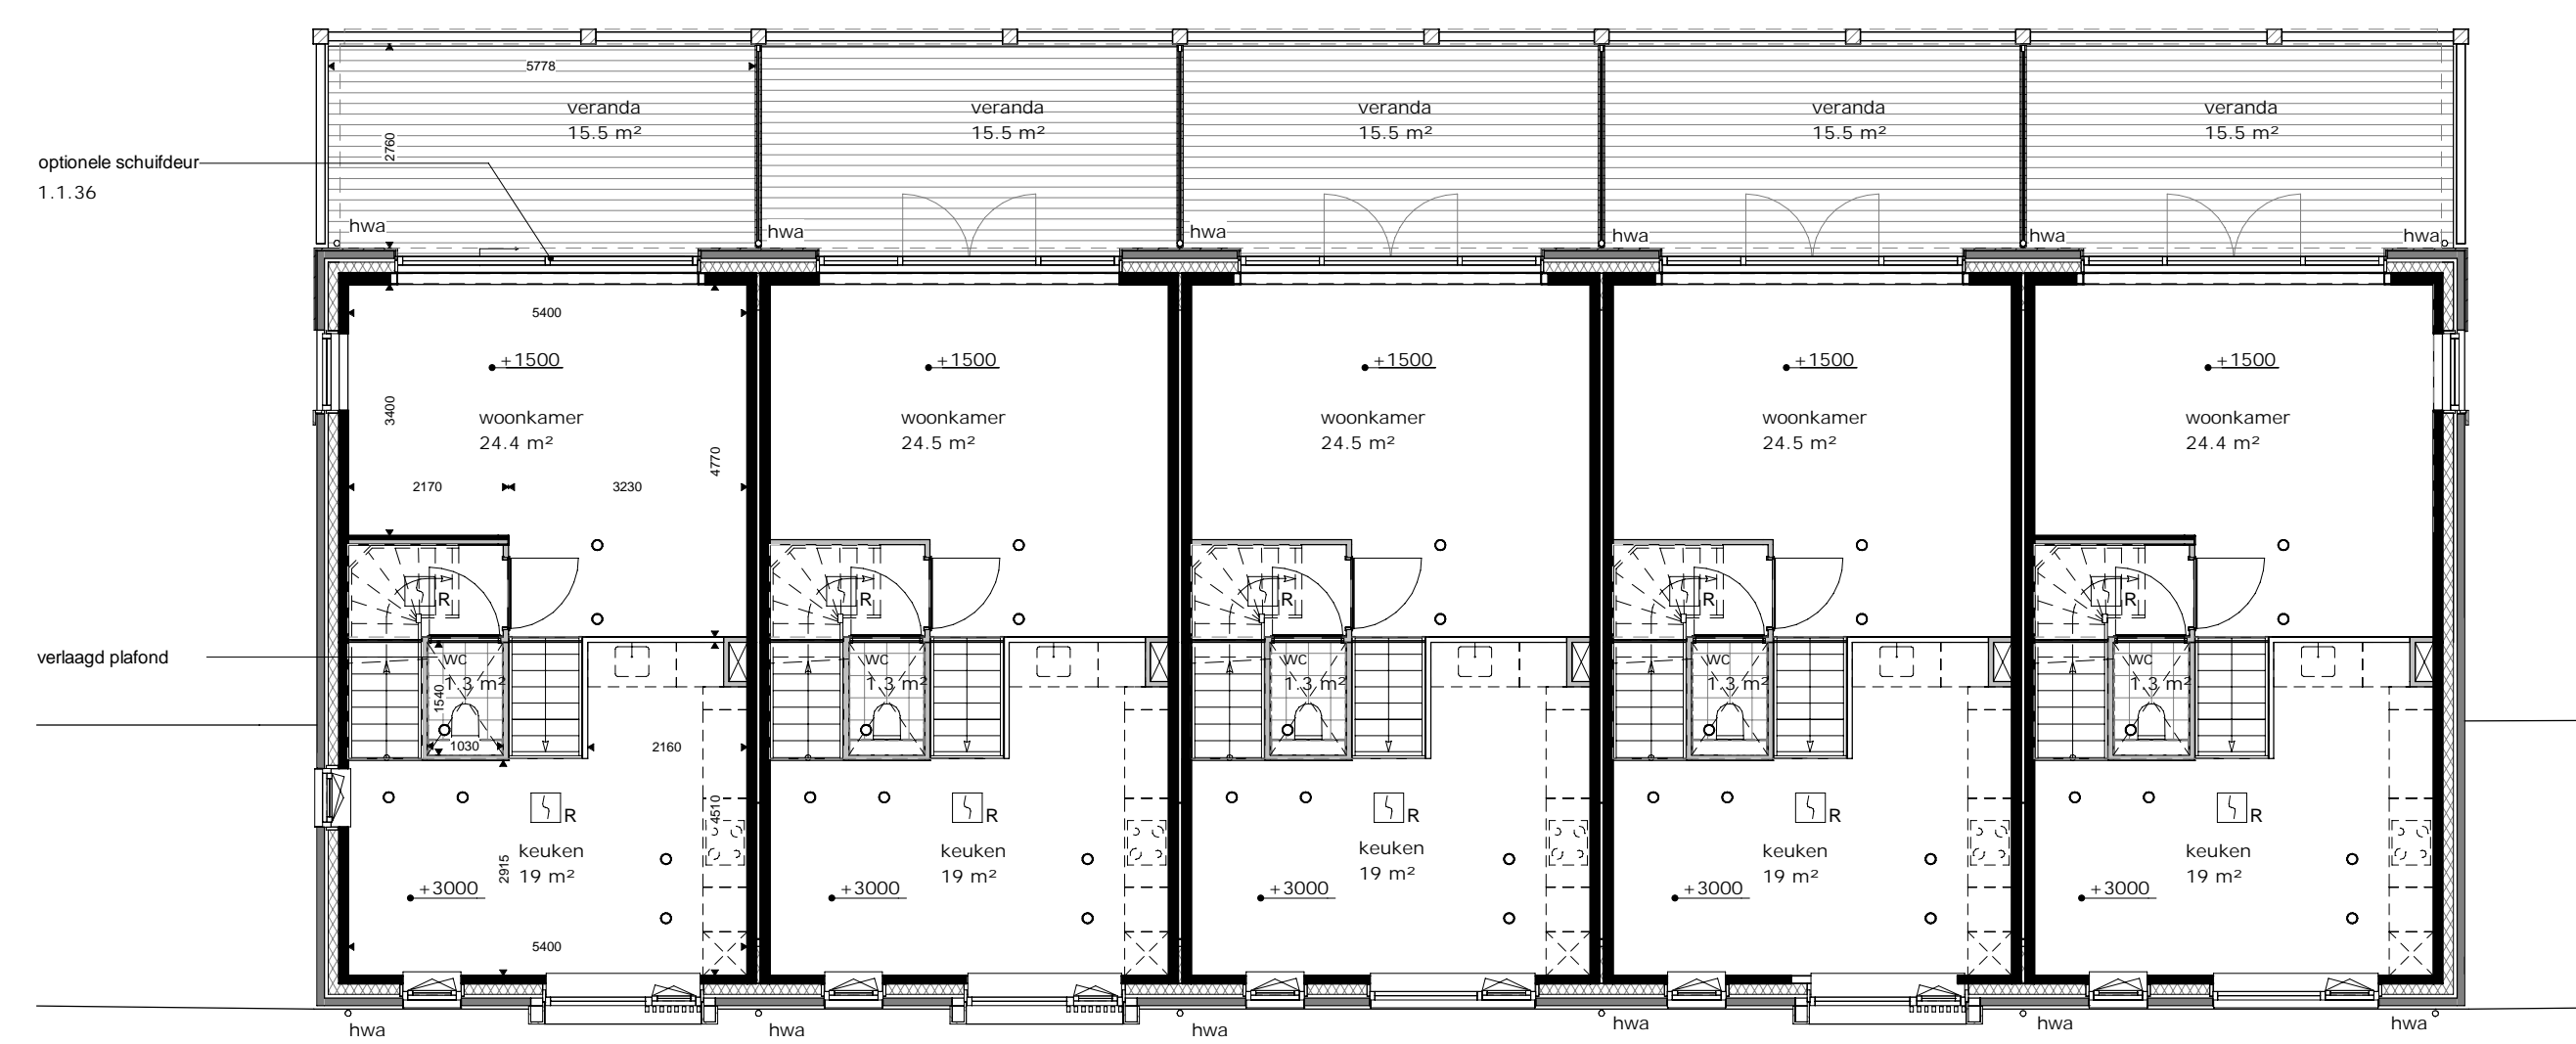 5778
veranda
15.5 m²
veranda
15.5 m²
veranda
15.5 m²
veranda
15.5 m²
veranda
15.5 m²
2760
optionele schuifdeur
1.1.36
hwa
hwa
hwa
hwa
hwa
hwa
5400
+1500
+1500
+1500
+1500
+1500
3400
woonkamer
24.4 m²
woonkamer
24.5 m²
woonkamer
24.5 m²
woonkamer
24.5 m²
woonkamer
24.4 m²
4770
2170
3230
R
R
R
R
R
verlaagd plafond
wc
1.3 m²
wc
1.3 m²
wc
1.3 m²
wc
1.3 m²
wc
1.3 m²
1540
1030
2160
4510
R
R
R
R
R
2915
keuken
19 m²
keuken
19 m²
keuken
19 m²
keuken
19 m²
keuken
19 m²
+3000
+3000
+3000
+3000
+3000
5400
hwa
hwa
hwa
hwa
hwa
hwa